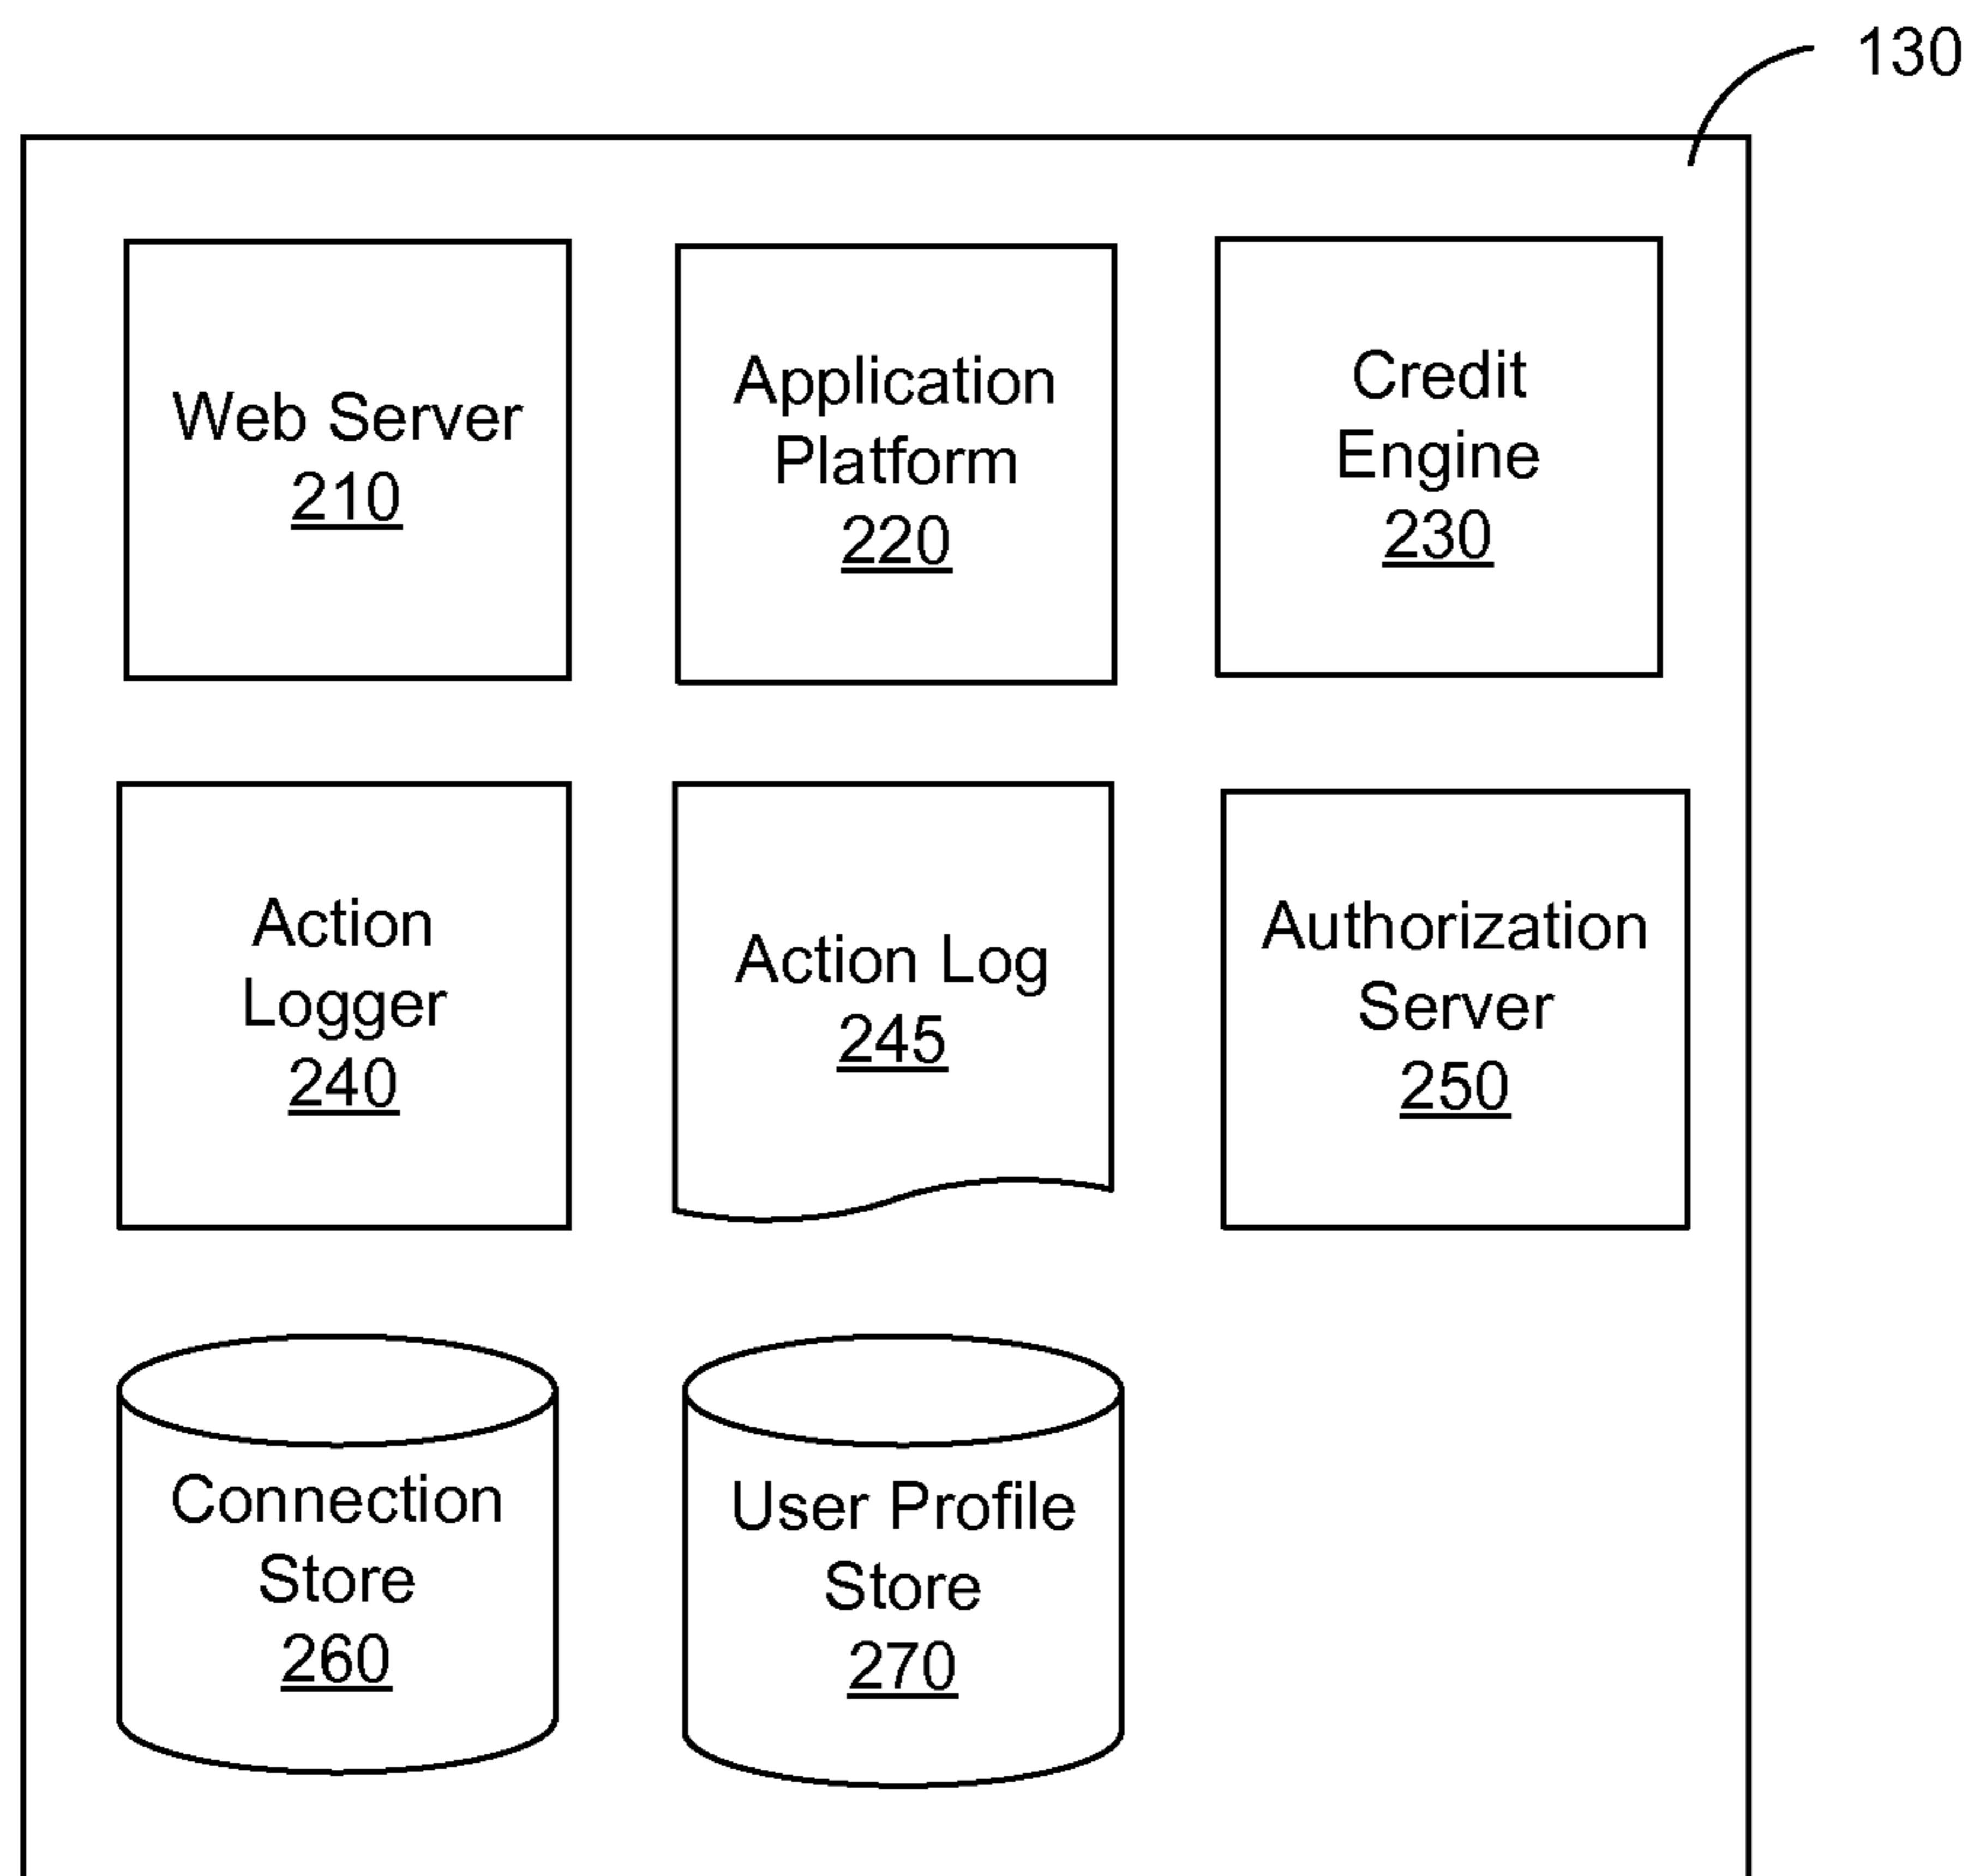 130
Web Server
210
Application
Platform
220
Credit
Engine
230
Action
Logger
240
Action Log
245
Authorization
Server
250
Connection
Store
260
User Profile
Store
270